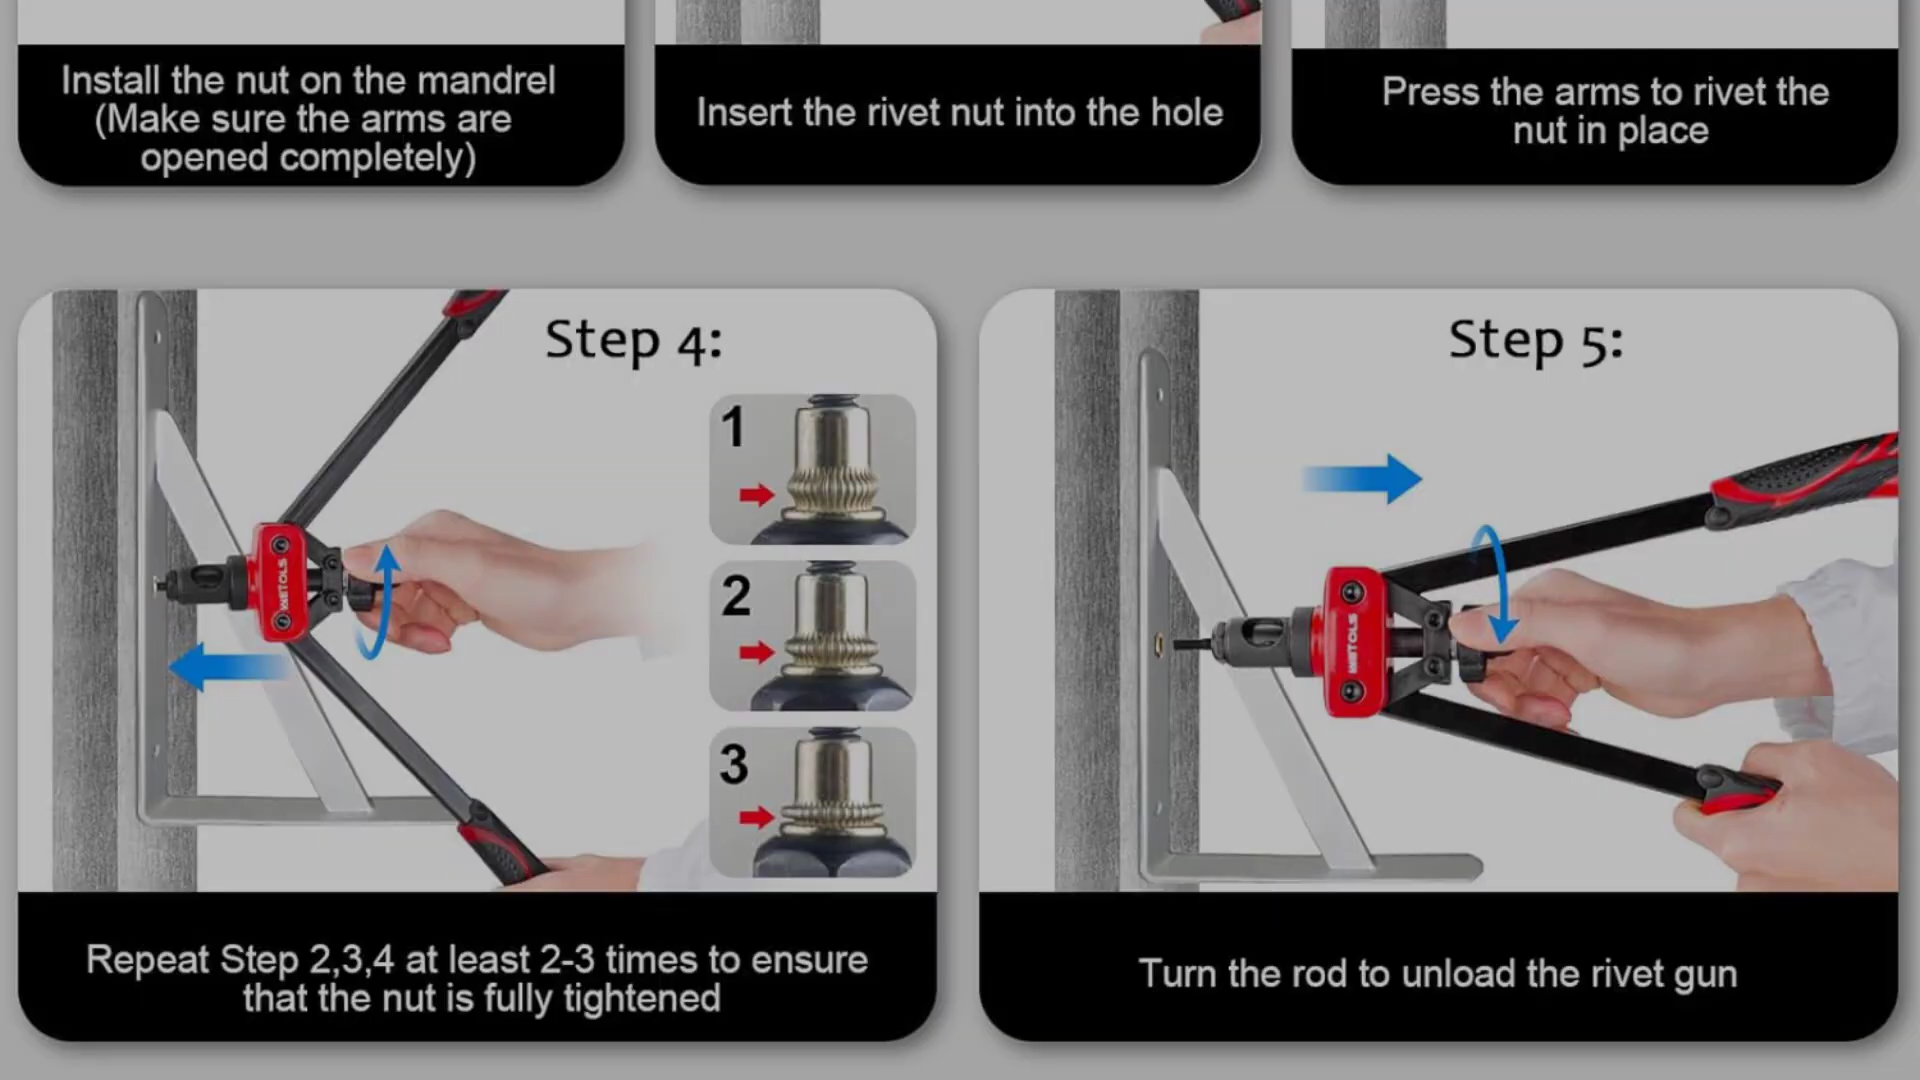 Install the nut on the mandrel
(Make sure the arms are
opened completely)
Insert the rivet nut into the hole
Press the arms to rivet the
nut in place
Step 4:
1
2
3
WETOLS
Repeat Step 2,3,4 at least 2-3 times to ensure
that the nut is fully tightened
Step 5:
WETOLS
Turn the rod to unload the rivet gun